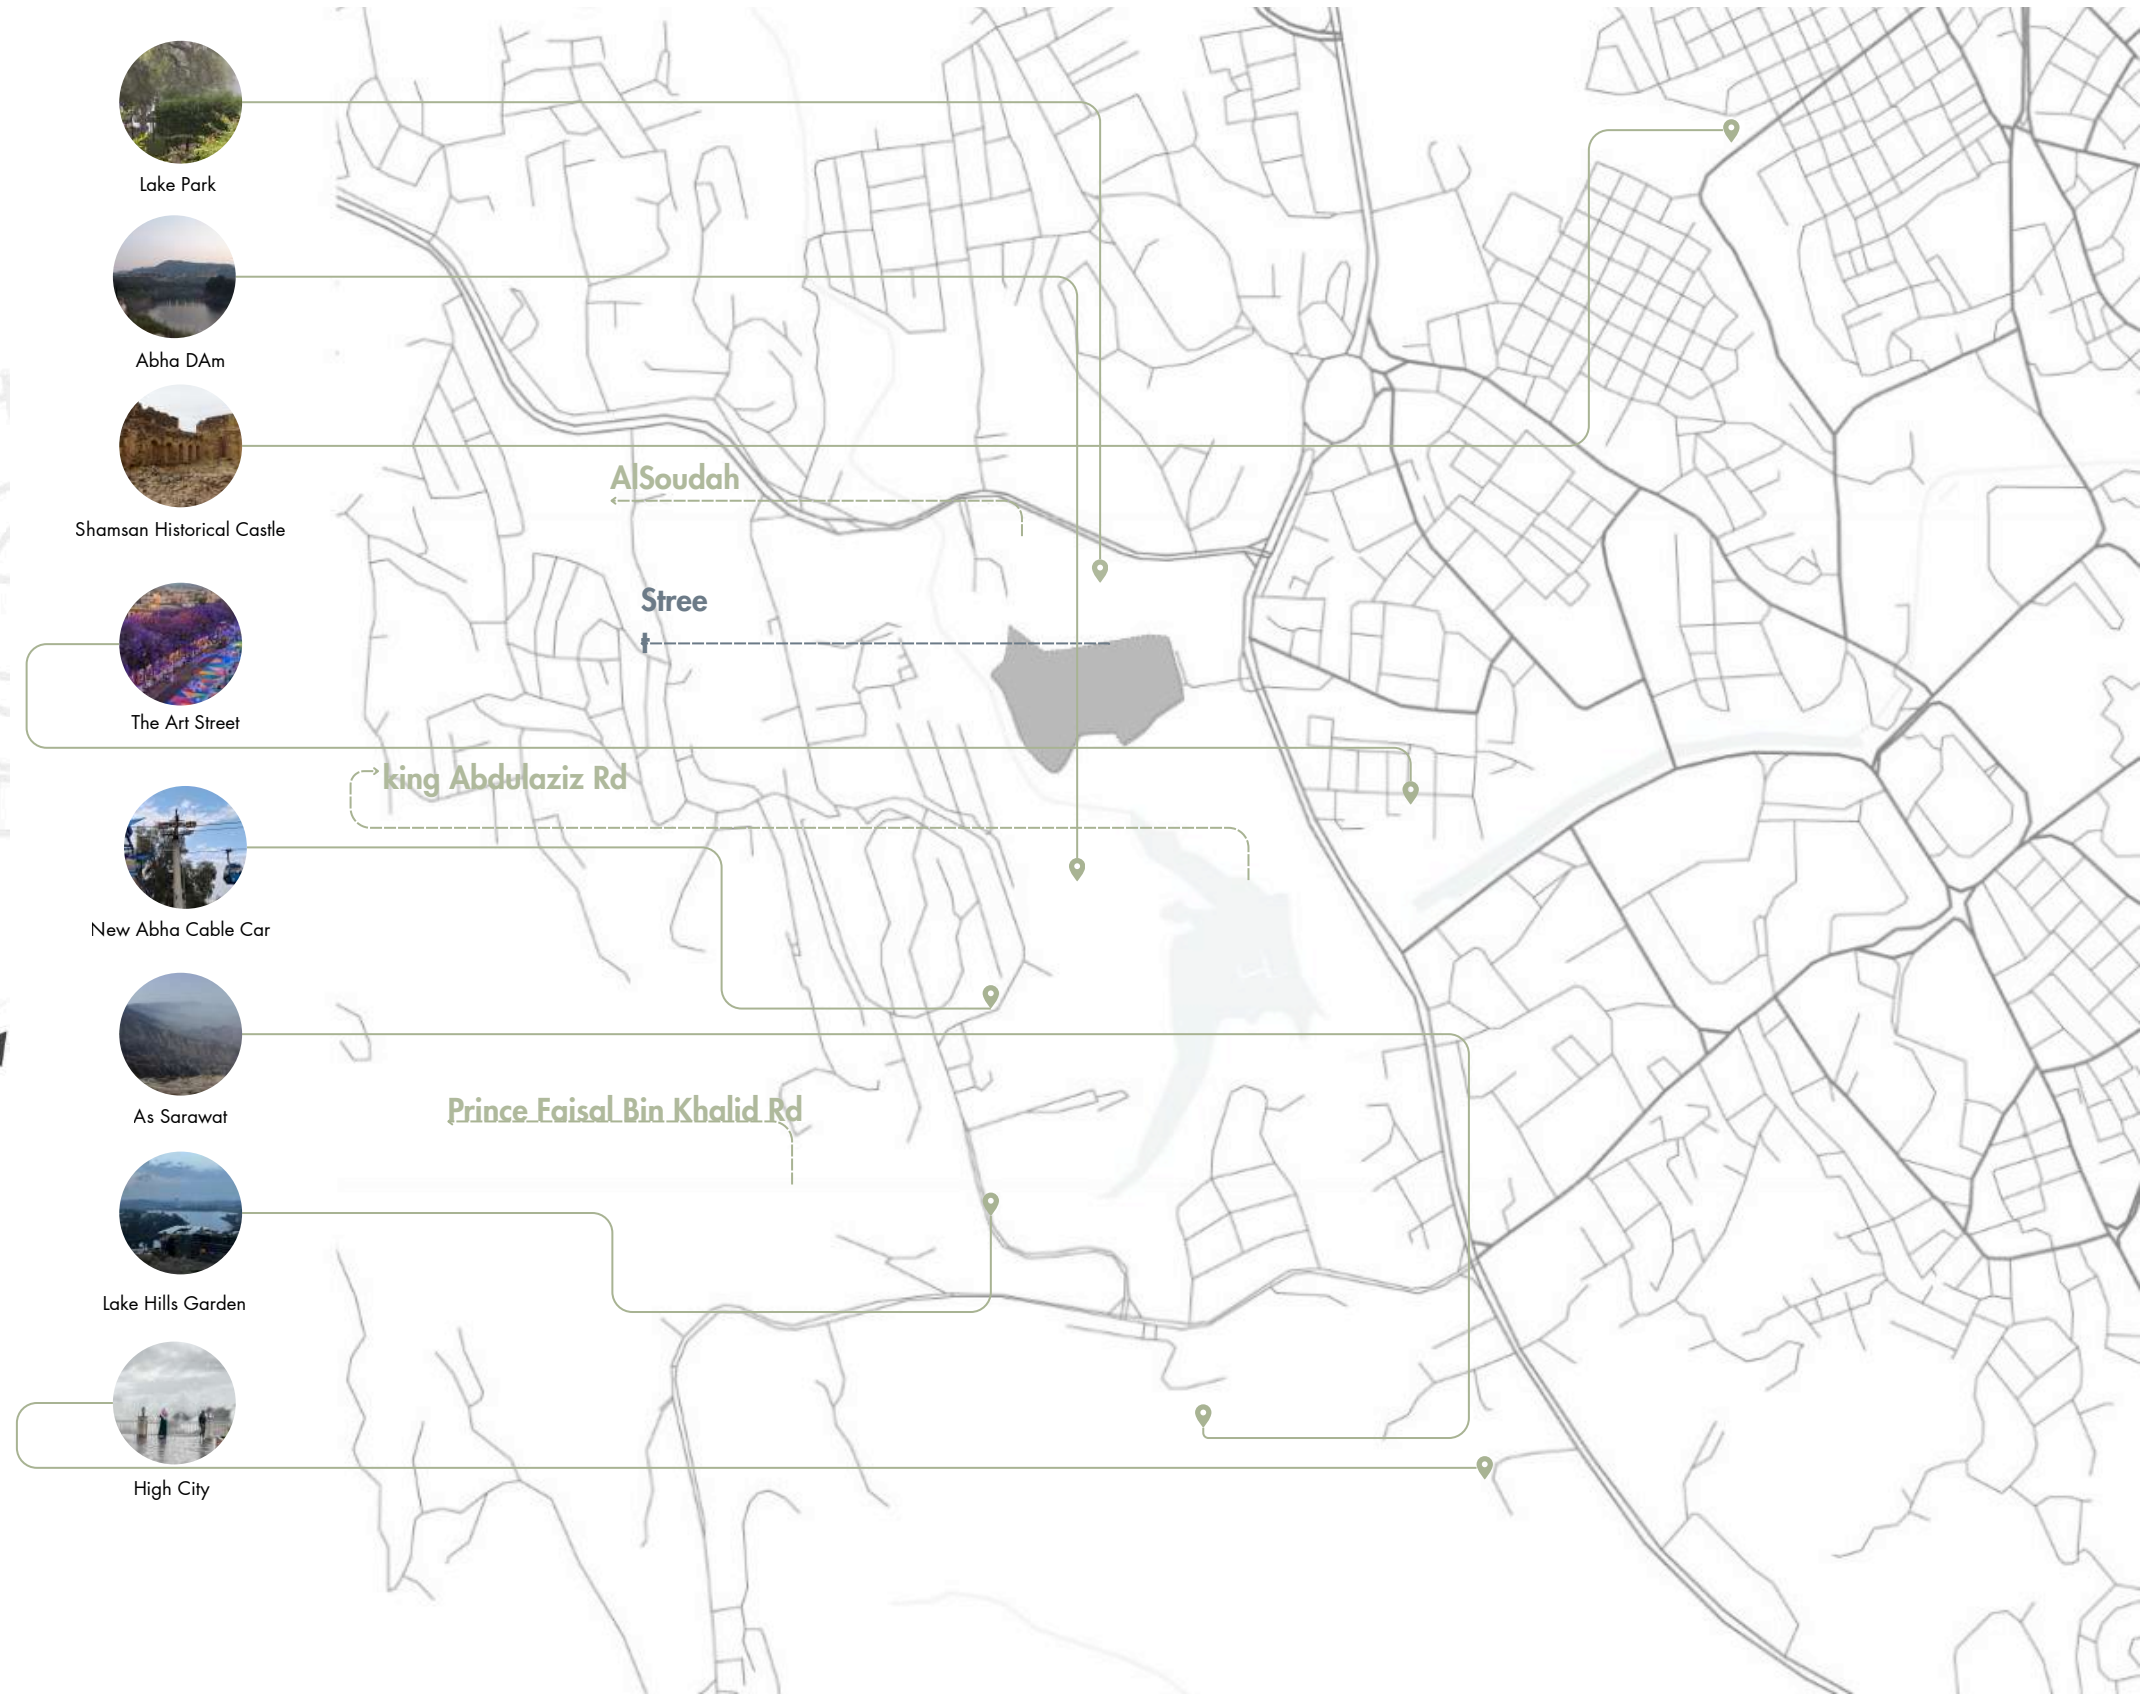 Lake Park
Abha DAm
Shamsan Historical Castle
AlSoudah
Stree
t
The Art Street
king Abdulaziz Rd
New Abha Cable Car
As Sarawat
Prince Faisal Bin Khalid Rd
Lake Hills Garden
High City